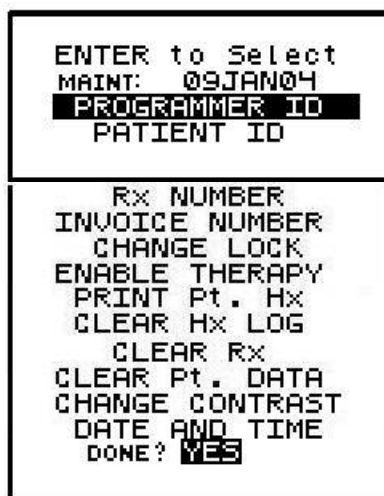 ENTER to Select
MAINT: 09JAN04
PROGRAMMER ID
PATIENT ID
Rx NUMBER
INVOICE NUMBER
CHANGE LOCK
ENABLE THERAPY
PRINT Pt. Hx
CLEAR Hx LOG
CLEAR Rx
CLEAR Pt. DATA
CHANGE CONTRAST
DATE AND TIME
DONE? YES